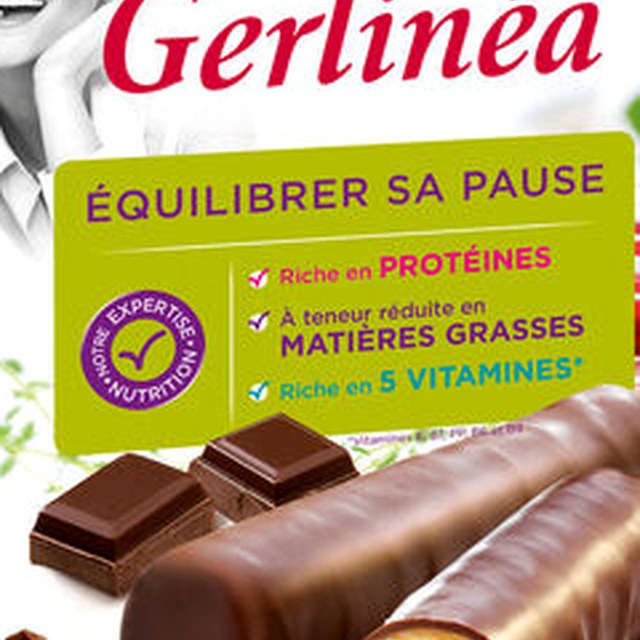 Gerlinéa
ÉQUILIBRER SA PAUSE
NOTRE EXPERTISE NUTRITION
Riche en PROTÉINES
À teneur réduite en
MATIÈRES GRASSES
Riche en 5 VITAMINES*
*Vitamines